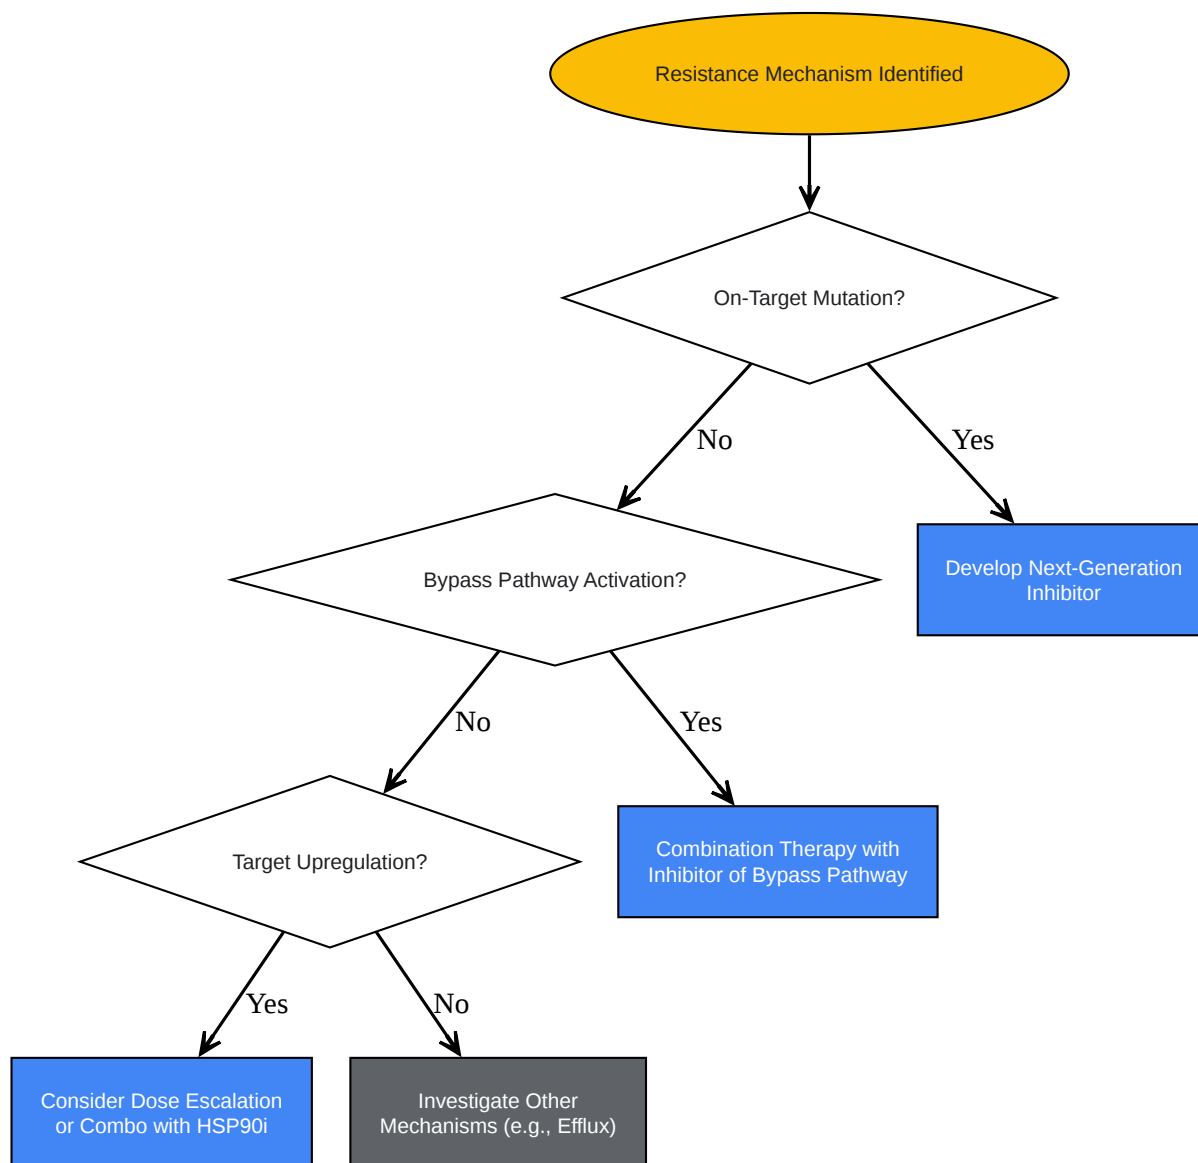 Resistance Mechanism Identified
On-Target Mutation?
No
Yes
Bypass Pathway Activation?
Develop Next-Generation
Inhibitor
No
Yes
Target Upregulation?
Combination Therapy with
Inhibitor of Bypass Pathway
Yes
No
Consider Dose Escalation
or Combo with HSP90i
Investigate Other
Mechanisms (e.g., Efflux)